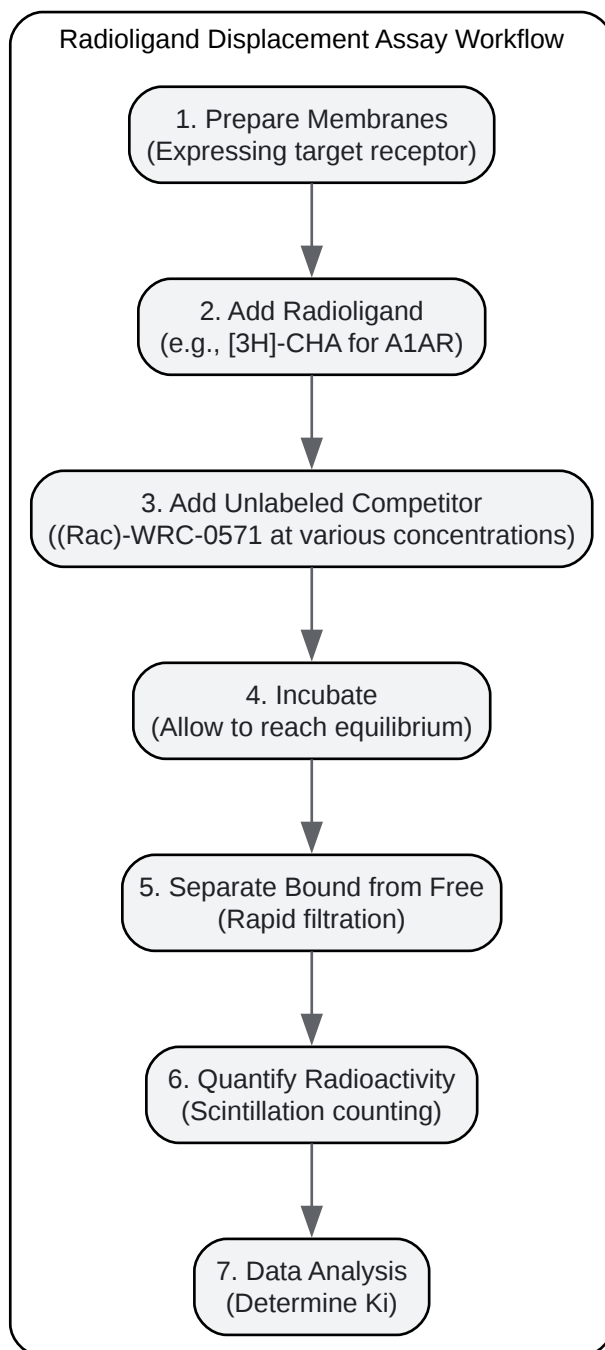 Radioligand Displacement Assay Workflow
1. Prepare Membranes
(Expressing target receptor)
2. Add Radioligand
(e.g., [3H]-CHA for A1AR)
3. Add Unlabeled Competitor
((Rac)-WRC-0571 at various concentrations)
4. Incubate
(Allow to reach equilibrium)
5. Separate Bound from Free
(Rapid filtration)
6. Quantify Radioactivity
(Scintillation counting)
7. Data Analysis
(Determine Ki)